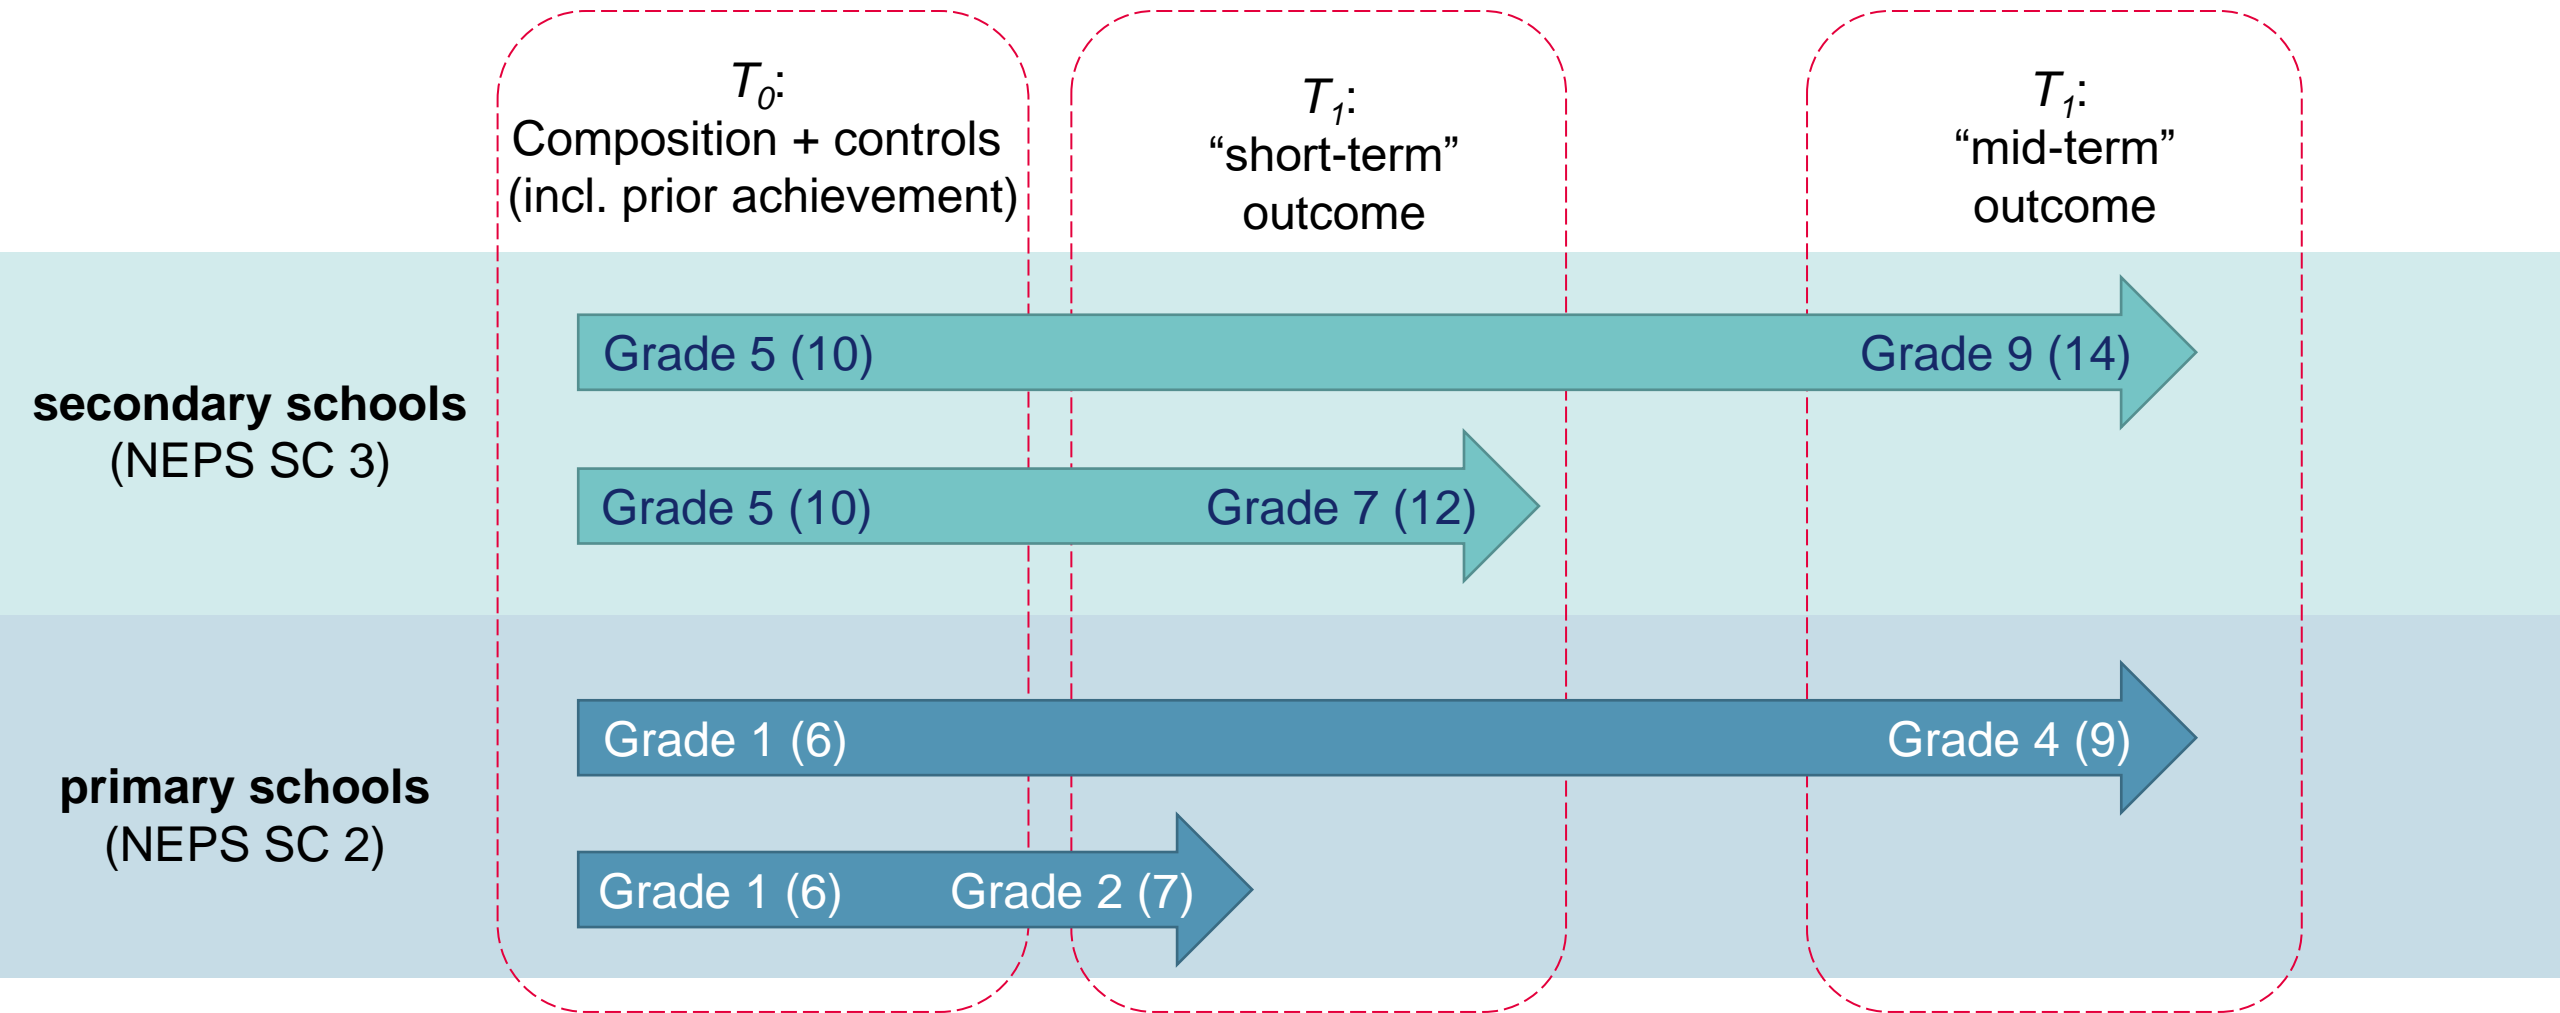 T0:
Composition + controls
(incl. prior achievement)
T1:
“short-term”
outcome
T1:
“mid-term”
outcome
secondary schools
(NEPS SC 3)
Grade 5 (10) Grade 9 (14)
Grade 5 (10) Grade 7 (12)
primary schools
(NEPS SC 2)
Grade 1 (6) Grade 4 (9)
Grade 1 (6) Grade 2 (7)